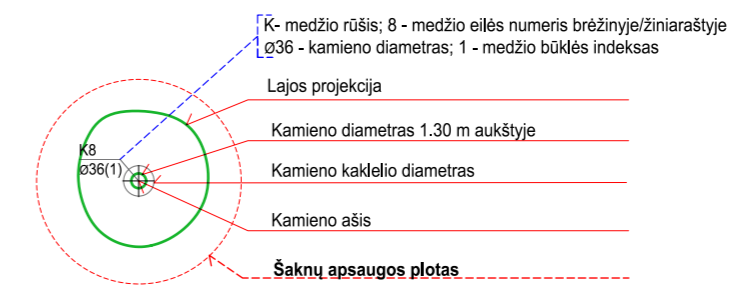 K- medžio rūšis; 8 - medžio eilės numeris brėžinyje/žiniaraštyje
Ø36 - kamieno diametras; 1 - medžio būklės indeksas
Lajos projekcija
Kamieno diametras 1.30 m aukštyje
K8
Ø36(1)
Kamieno kaklelio diametras
Kamieno ašis
Šaknų apsaugos plotas